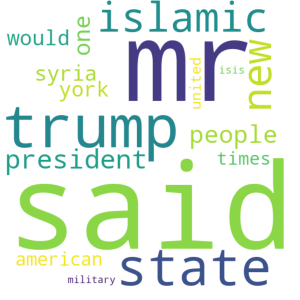 islamic
would
one
mr
new
syria
york
united
isis
trump
people
president
times
said
american
state
military